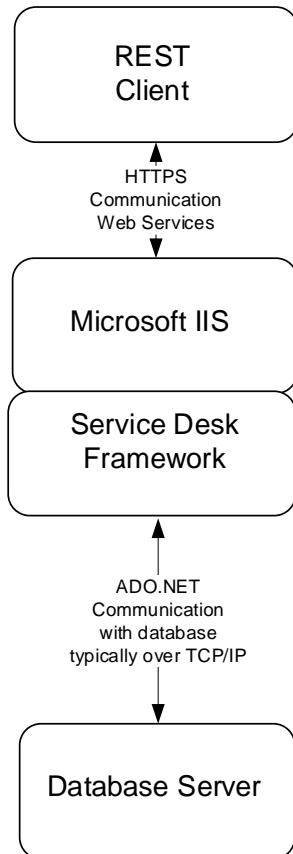 REST
Client
HTTPS
Communication
Web Services
Microsoft IIS
Service Desk
Framework
ADO.NET
Communication
with database
typically over TCP/IP
Database Server